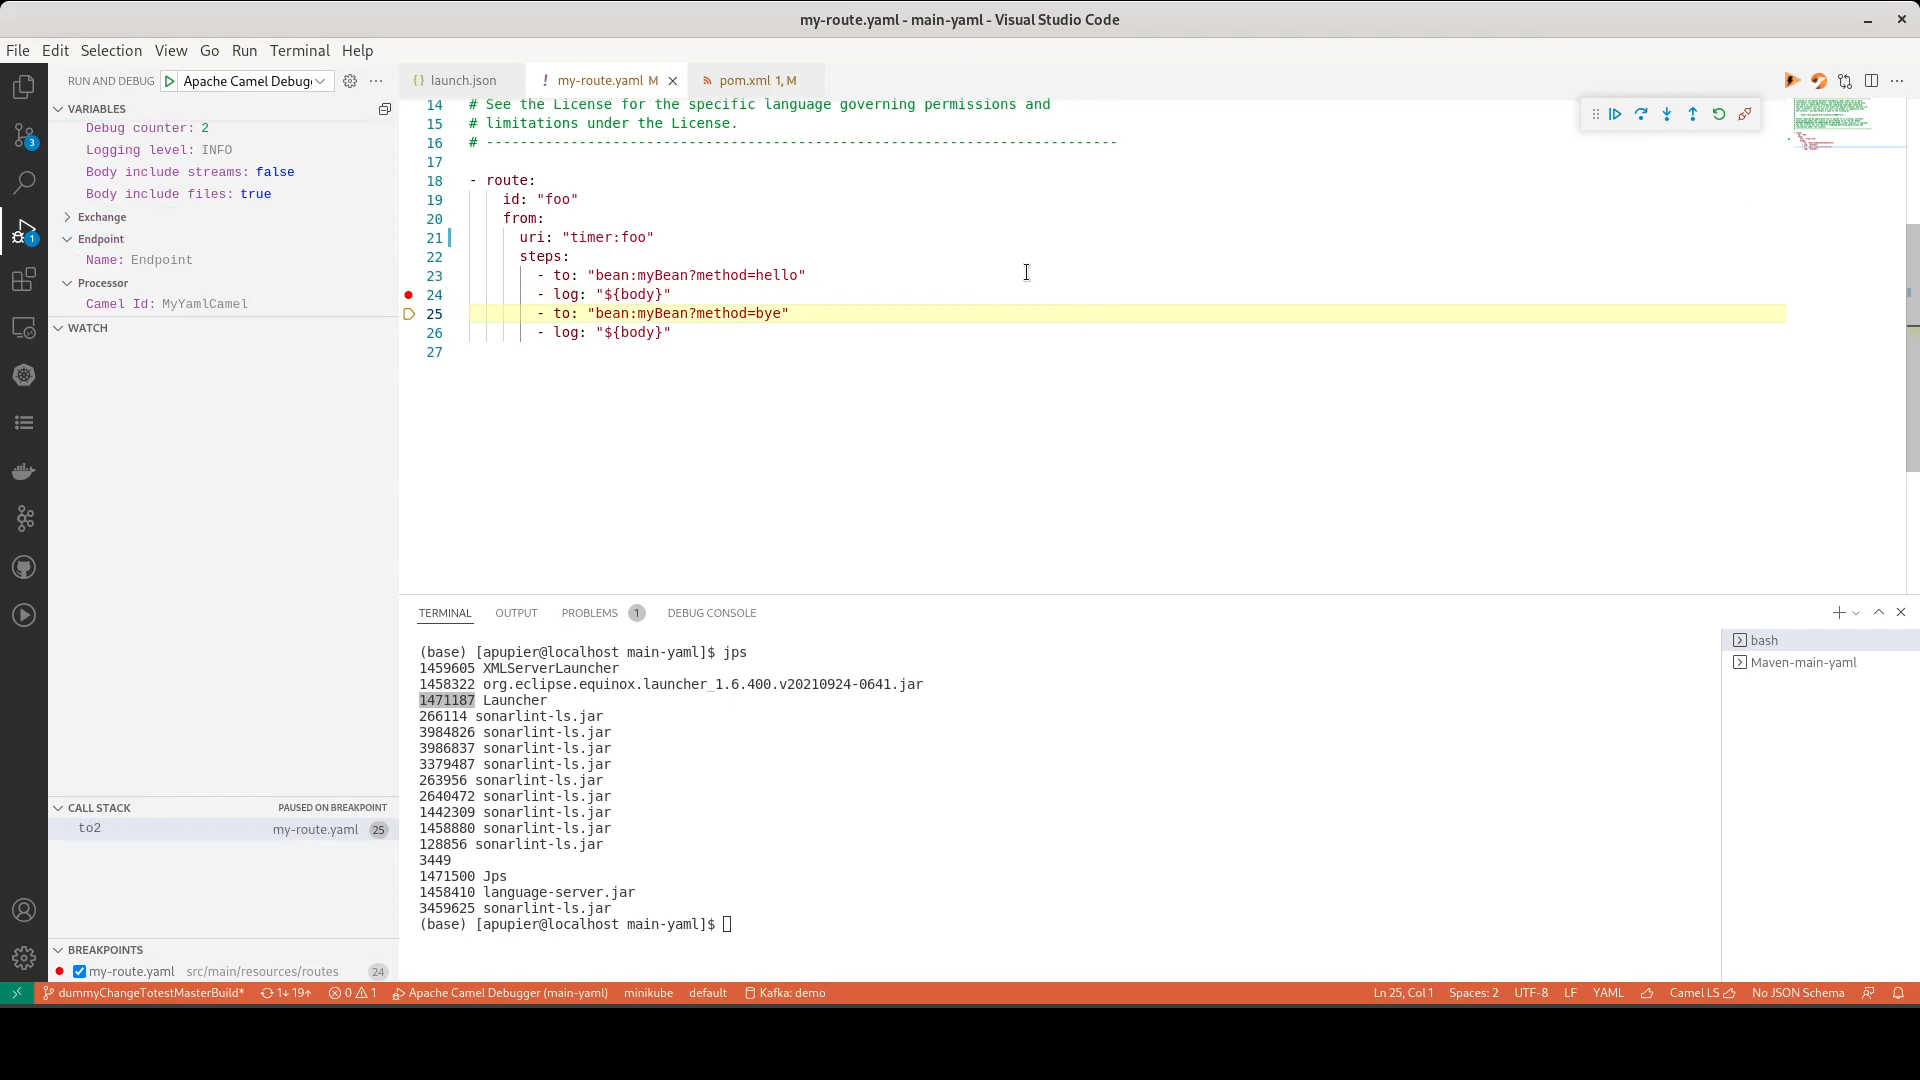 my-route.yaml - main-yaml - Visual Studio Code
File Edit Selection View Go Run Terminal Help
RUN AND DEBUG Apache Camel Debug
launch.json
my-route.yaml M
pom.xml 1, M
VARIABLES
Debug counter: 2
Logging level: INFO
Body include streams: false
Body include files: true
Exchange
Endpoint
Name: Endpoint
Processor
Camel Id: MyYamlCamel
WATCH
3
1
14 # See the License for the specific language governing permissions and
15 # limitations under the License.
16 # ---------------------------------------------------------------------------
17
18 - route:
19 id: "foo"
20 from:
21 uri: "timer:foo"
22 steps:
23 - to: "bean:myBean?method=hello"
24 - log: "${body}"
25 - to: "bean:myBean?method=bye"
26 - log: "${body}"
27
TERMINAL OUTPUT PROBLEMS 1 DEBUG CONSOLE
(base) [apupier@localhost main-yaml]$ jps
1459605 XMLServerLauncher
1458322 org.eclipse.equinox.launcher_1.6.400.v20210924-0641.jar
1471187 Launcher
266114 sonarlint-ls.jar
3984826 sonarlint-ls.jar
3986837 sonarlint-ls.jar
3379487 sonarlint-ls.jar
263956 sonarlint-ls.jar
2640472 sonarlint-ls.jar
1442309 sonarlint-ls.jar
1458880 sonarlint-ls.jar
128856 sonarlint-ls.jar
3449
1471500 Jps
1458410 language-server.jar
3459625 sonarlint-ls.jar
(base) [apupier@localhost main-yaml]$
bash
Maven-main-yaml
CALL STACK PAUSED ON BREAKPOINT
to2 my-route.yaml 25
BREAKPOINTS
my-route.yaml src/main/resources/routes 24
dummyChangeTotestMasterBuild* 1↓ 19↑ 0 1 Apache Camel Debugger (main-yaml) minikube default Kafka: demo Ln 25, Col 1 Spaces: 2 UTF-8 LF YAML Camel LS No JSON Schema